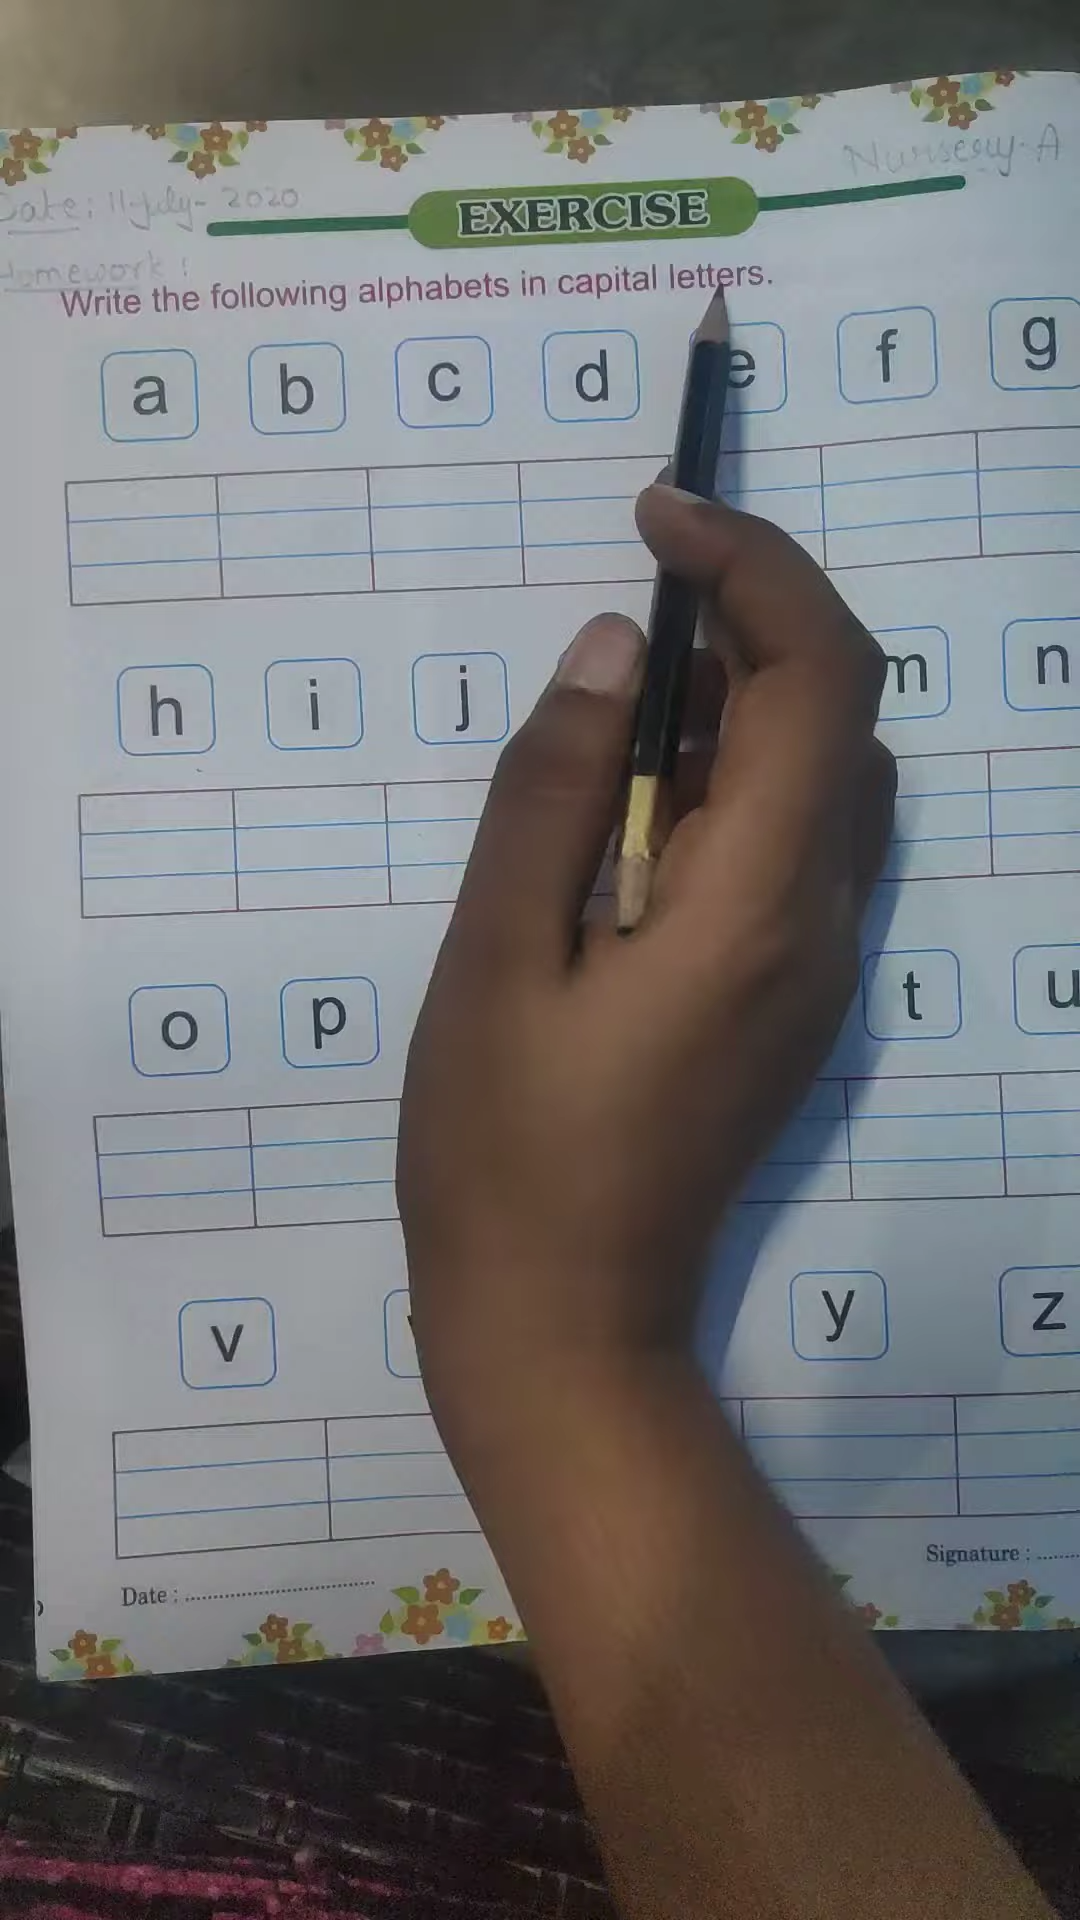 Nursery-A
Date: 11-July-2020
EXERCISE
Homework:
Write the following alphabets in capital letters.
a b c d e f g
h i j m n
o p t u
v y z
Date : ....................
Signature : ........